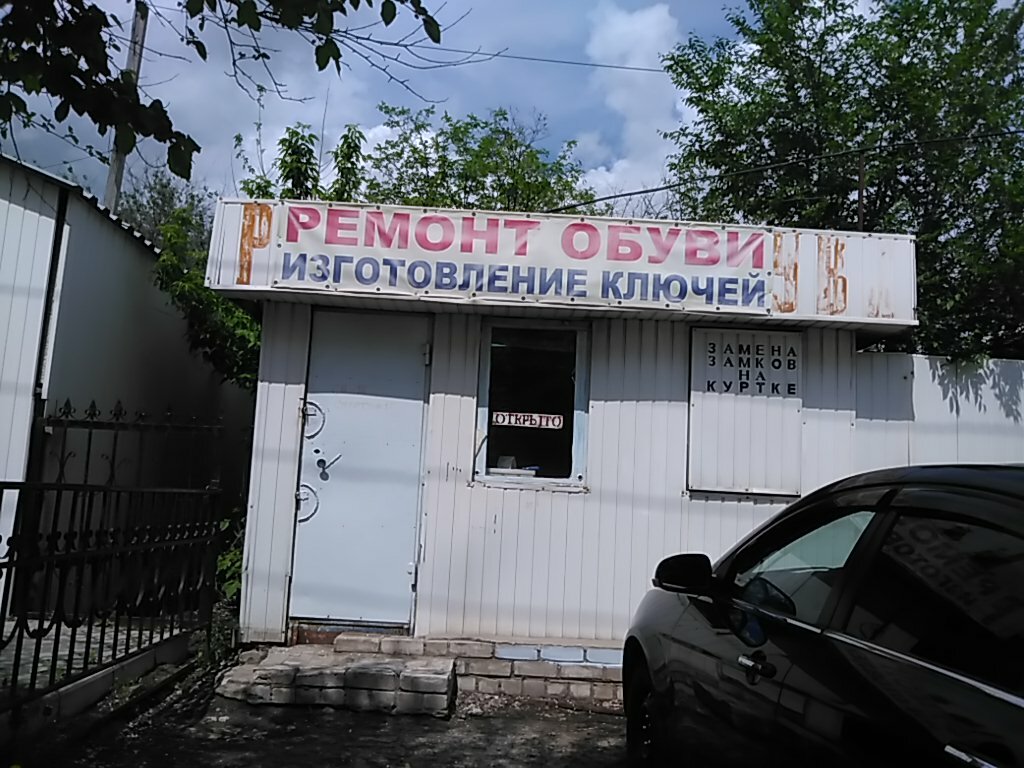 РЕМОНТ ОБУВИ
ИЗГОТОВЛЕНИЕ КЛЮЧЕЙ
ОТКРЫТО
ЗАМЕНА
ЗАМКОВ
НА
КУРТКЕ